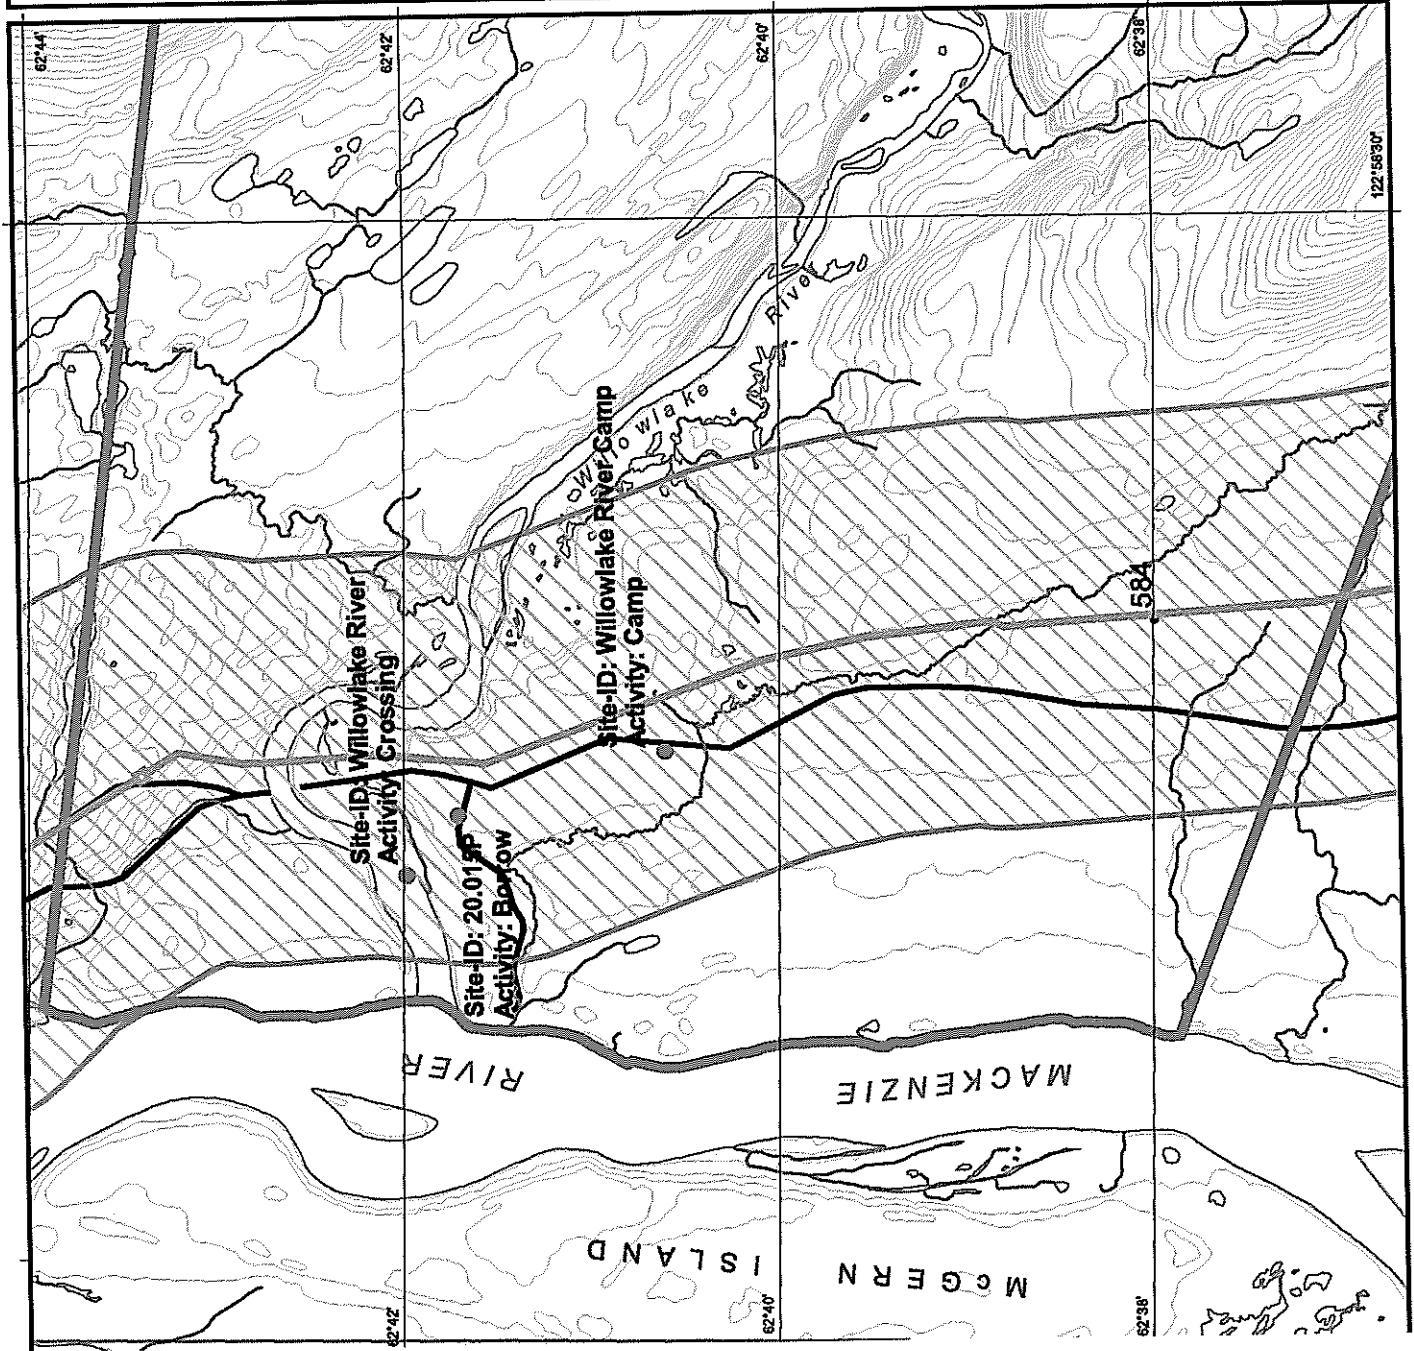 62°44'
62°42'
62°40'
62°38'
122°58'30"
Willowlake River
Site-ID: Willowlake River
Activity: Crossing
Site-ID: Willowlake River Camp
Activity: Camp
584
Site-ID: 20.015P
Activity: Borrow
RIVER
MACKENZIE
ISLAND
McGERN
62°42'
62°40'
62°38'